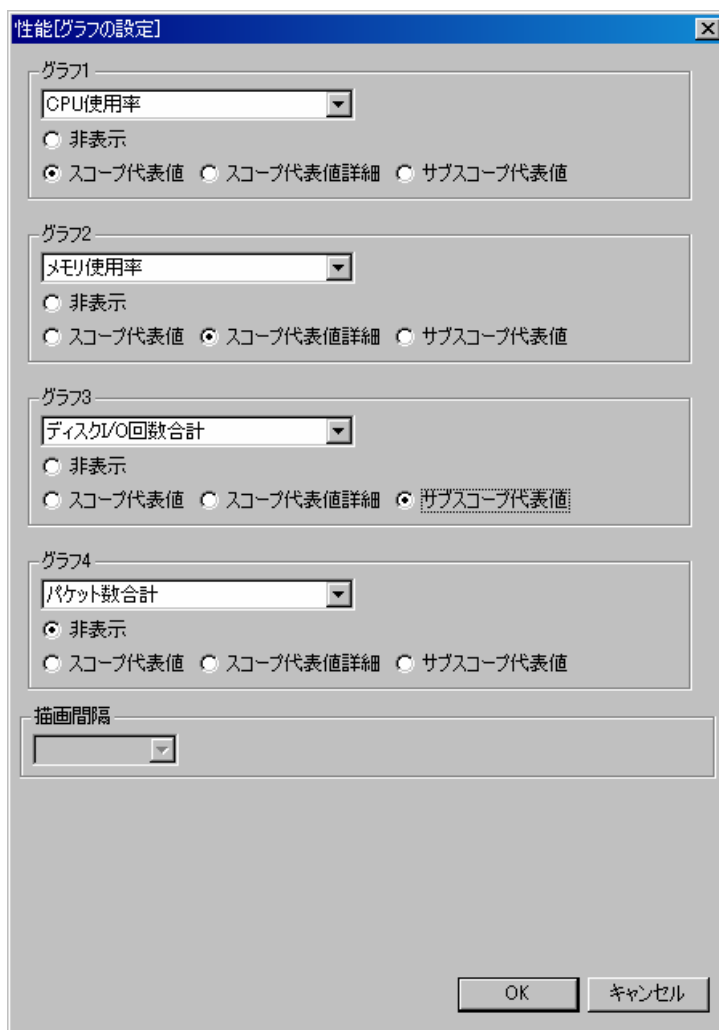 性能[グラフの設定]
グラフ1
CPU使用率
非表示
スコープ代表値 スコープ代表値詳細 サブスコープ代表値
グラフ2
メモリ使用率
非表示
スコープ代表値 スコープ代表値詳細 サブスコープ代表値
グラフ3
ディスクI/O回数合計
非表示
スコープ代表値 スコープ代表値詳細 サブスコープ代表値
グラフ4
パケット数合計
非表示
スコープ代表値 スコープ代表値詳細 サブスコープ代表値
描画間隔
OK キャンセル